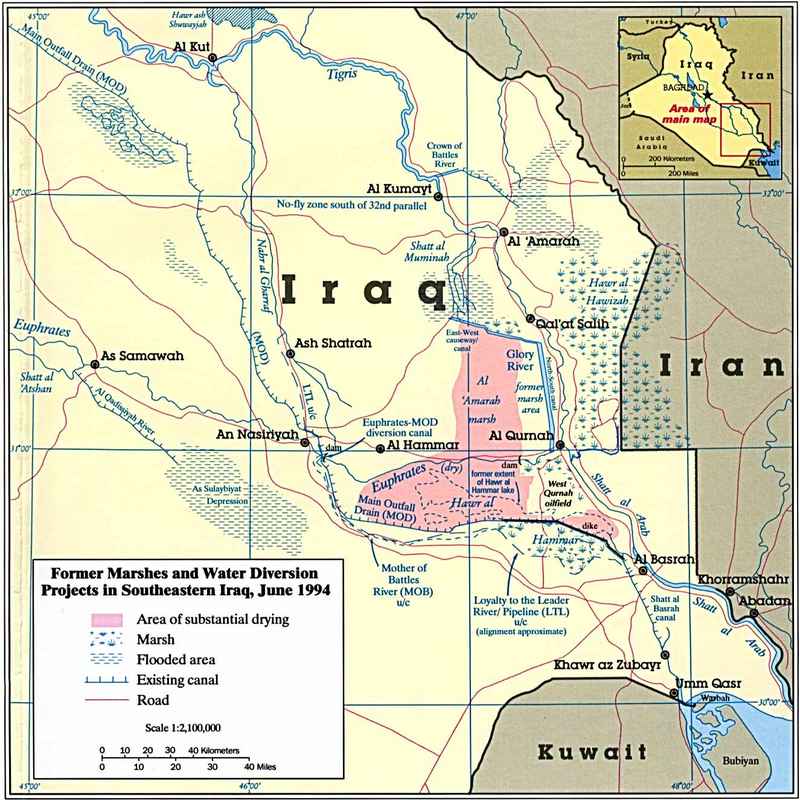 45°00'
Hawr ash
Shuwayjah
47°00'
Main Outfall Drain (MOD)
Al Kut
Tigris
Turkey
Syria
Iraq
Iran
BAGHDAD
Area of
main map
Saudi
Arabia
Kuwait
0 200 Kilometers
0 200 Miles
Crown of
Battles
River
32°00'
Al Kumayt
32°00'
No-fly zone south of 32nd parallel
Al 'Amarah
Shatt al
Muminah
Nahr al Gharraf
Iraq
Hawr al
Hawizah
Qal'at Salih
Euphrates
(MOD)
East-West
causeway/
canal
As Samawah
Ash Shatrah
Glory
River
North-South canal
Iran
Shatt al
'Atshan
Al Qadisiyah River
LTL u/c
Al
'Amarah
marsh
former
marsh
area
Euphrates-MOD
diversion canal
An Nasiriyah
Al Hammar
Al Qurnah
31°00'
31°00'
dam
Euphrates (dry)
dam
former extent
of Hawr al
Hammar lake
West
Qurnah
oilfield
Shatt al Arab
As Sulaybiyat
Depression
Main Outfall
Drain (MOD)
Hawr al
Hammar
dike
Al Basrah
Khorramshahr
Abadan
Mother of
Battles
River (MOB)
u/c
Loyalty to the Leader
River/ Pipeline (LTL)
u/c
(alignment approximate)
Shatt al
Basrah
canal
Shatt al Arab
Khawr az Zubayr
Umm Qasr
Warbah
30°00'
Kuwait
Bubiyan
Former Marshes and Water Diversion
Projects in Southeastern Iraq, June 1994
Area of substantial drying
Marsh
Flooded area
Existing canal
Road
Scale 1:2,100,000
0 10 20 30 40 Kilometers
0 10 20 30 40 Miles
45°00'
46°00'
48°00'